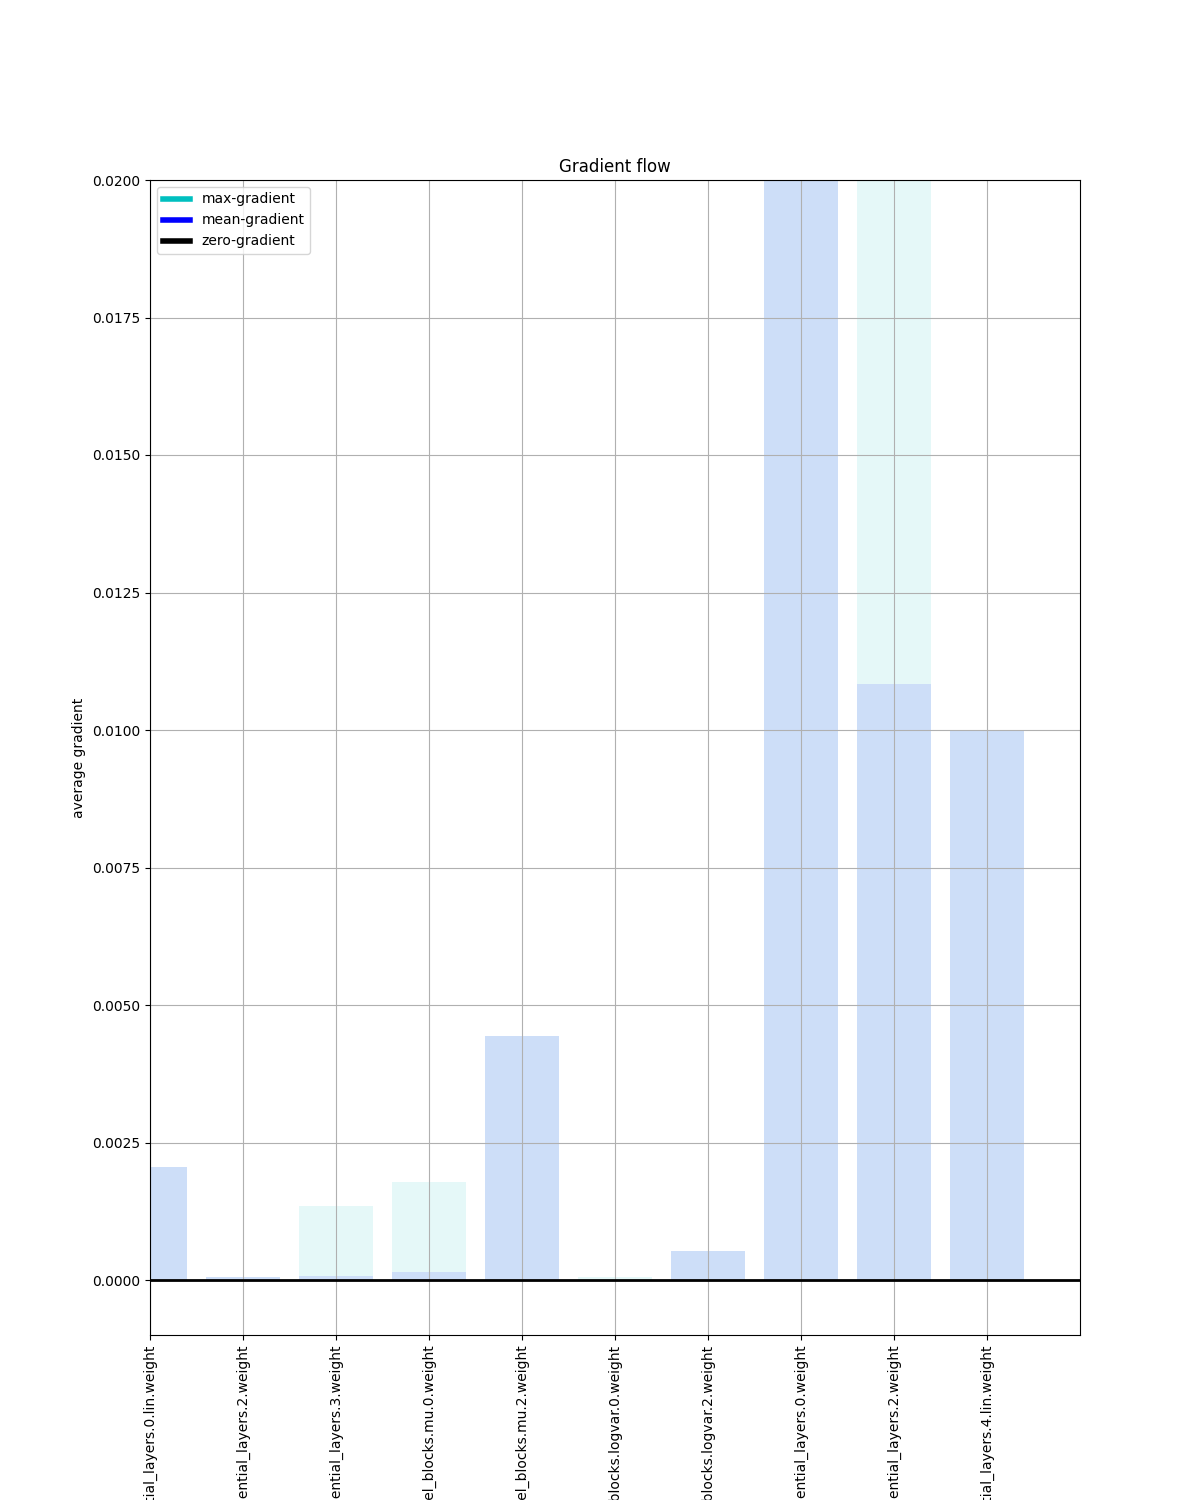 Gradient flow
max-gradient
mean-gradient
zero-gradient
0.0200
0.0175
0.0150
0.0125
0.0100
0.0075
0.0050
0.0025
0.0000
average gradient
tial_layers.0.lin.weight
ential_layers.2.weight
ential_layers.3.weight
el_blocks.mu.0.weight
el_blocks.mu.2.weight
blocks.logvar.0.weight
blocks.logvar.2.weight
ential_layers.0.weight
ential_layers.2.weight
tial_layers.4.lin.weight